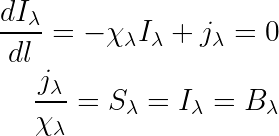 dI_λ/dl = −χ_λ I_λ + j_λ = 0
j_λ/χ_λ = S_λ = I_λ = B_λ